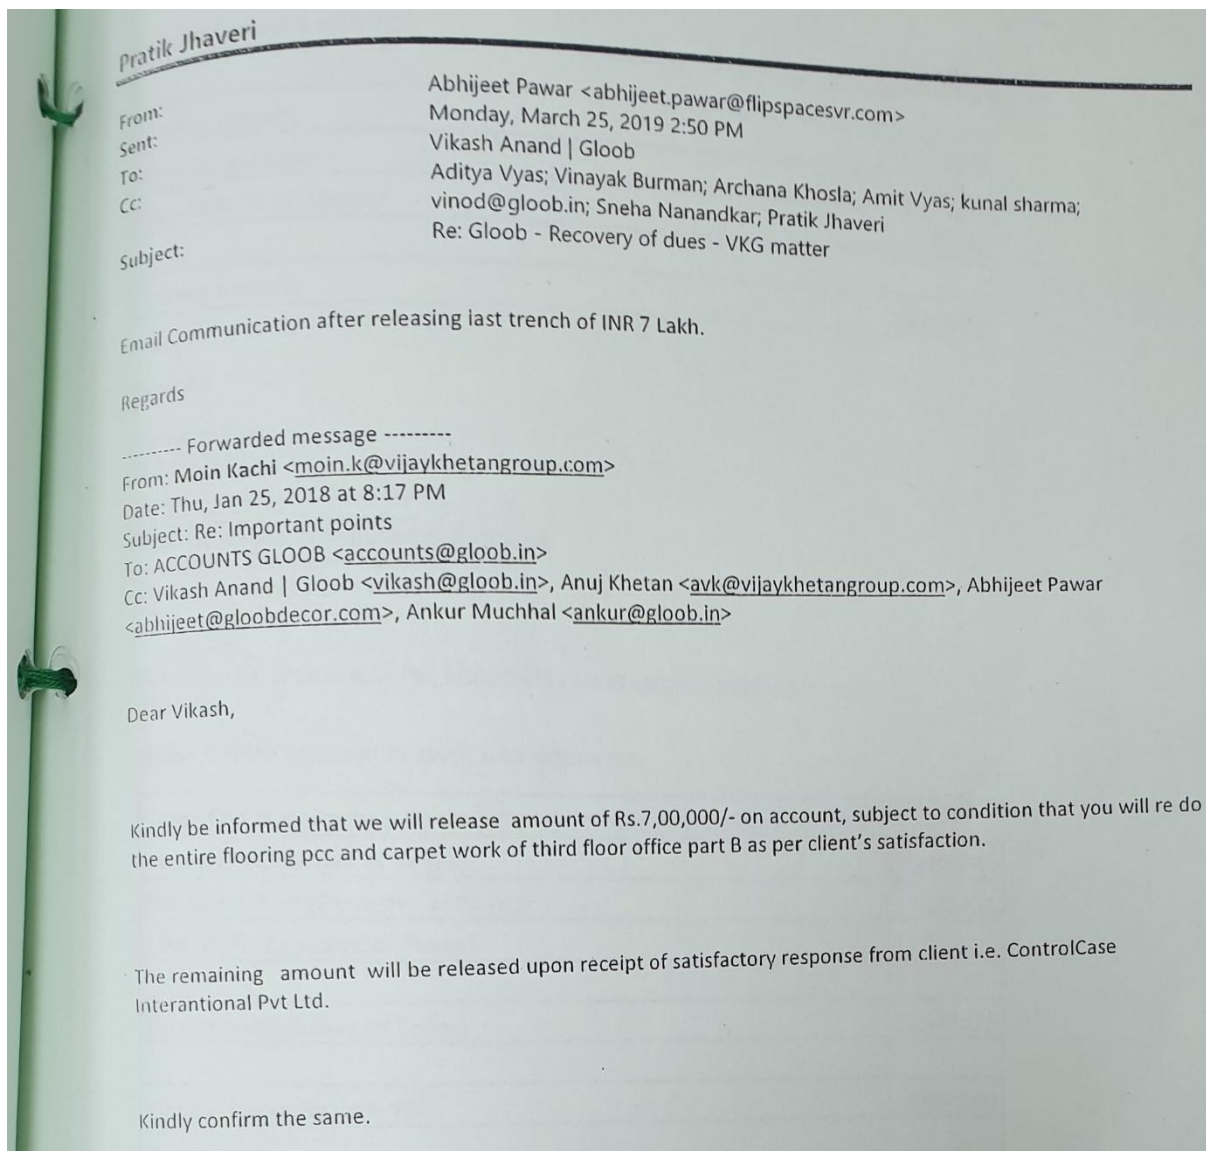 Pratik Jhaveri
From: Abhijeet Pawar <abhijeet.pawar@flipspacesvr.com>
Sent: Monday, March 25, 2019 2:50 PM
To: Vikash Anand | Gloob
Cc: Aditya Vyas; Vinayak Burman; Archana Khosla; Amit Vyas; kunal sharma;
vinod@gloob.in; Sneha Nanandkar; Pratik Jhaveri
Subject: Re: Gloob - Recovery of dues - VKG matter
Email Communication after releasing last trench of INR 7 Lakh.
Regards
---------- Forwarded message ---------
From: Moin Kachi <moin.k@vijaykhetangroup.com>
Date: Thu, Jan 25, 2018 at 8:17 PM
Subject: Re: Important points
To: ACCOUNTS GLOOB <accounts@gloob.in>
Cc: Vikash Anand | Gloob <vikash@gloob.in>, Anuj Khetan <avk@vijaykhetangroup.com>, Abhijeet Pawar
<abhijeet@gloobdecor.com>, Ankur Muchhal <ankur@gloob.in>
Dear Vikash,
Kindly be informed that we will release amount of Rs.7,00,000/- on account, subject to condition that you will re do
the entire flooring pcc and carpet work of third floor office part B as per client's satisfaction.
The remaining amount will be released upon receipt of satisfactory response from client i.e. ControlCase
Interantional Pvt Ltd.
Kindly confirm the same.